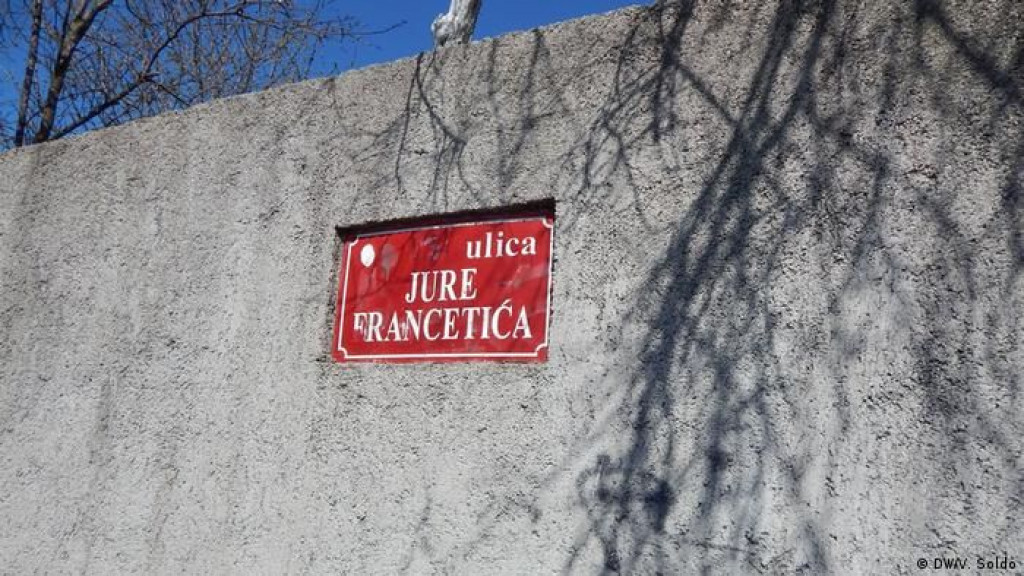 ulica
JURE
FRANCETIĆA
© DW/V. Soldo